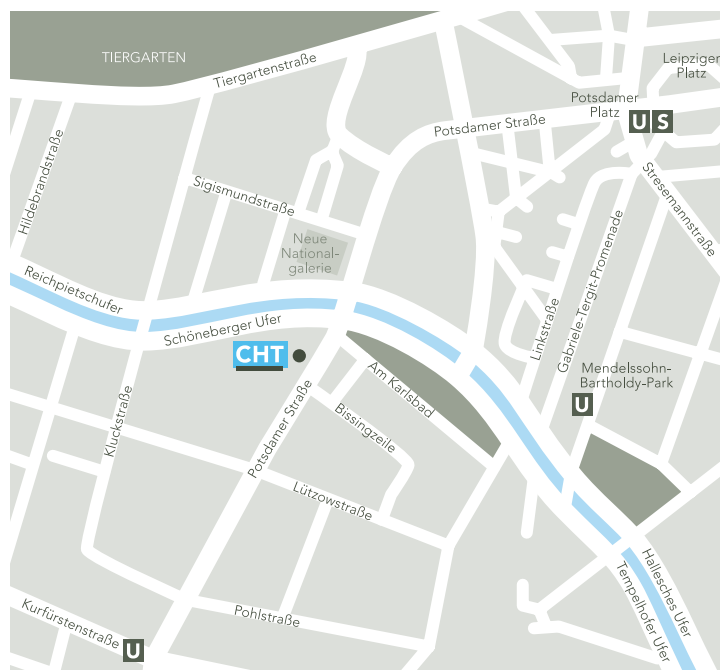 TIERGARTEN
Tiergartenstraße
Leipziger
Platz
Potsdamer
Platz
U S
Potsdamer Straße
Hildebrandstraße
Sigismundstraße
Stresemannstraße
Neue
National-
galerie
Gabriele-Tergit-Promenade
Reichpietschufer
Schöneberger Ufer
Linkstraße
CHT
Am Karlsbad
Mendelssohn-
Bartholdy-Park
U
Kluckstraße
Potsdamer Straße
Bissingzeile
Lützowstraße
Hallesches Ufer
Tempelhofer Ufer
Kurfürstenstraße
U
Pohlstraße